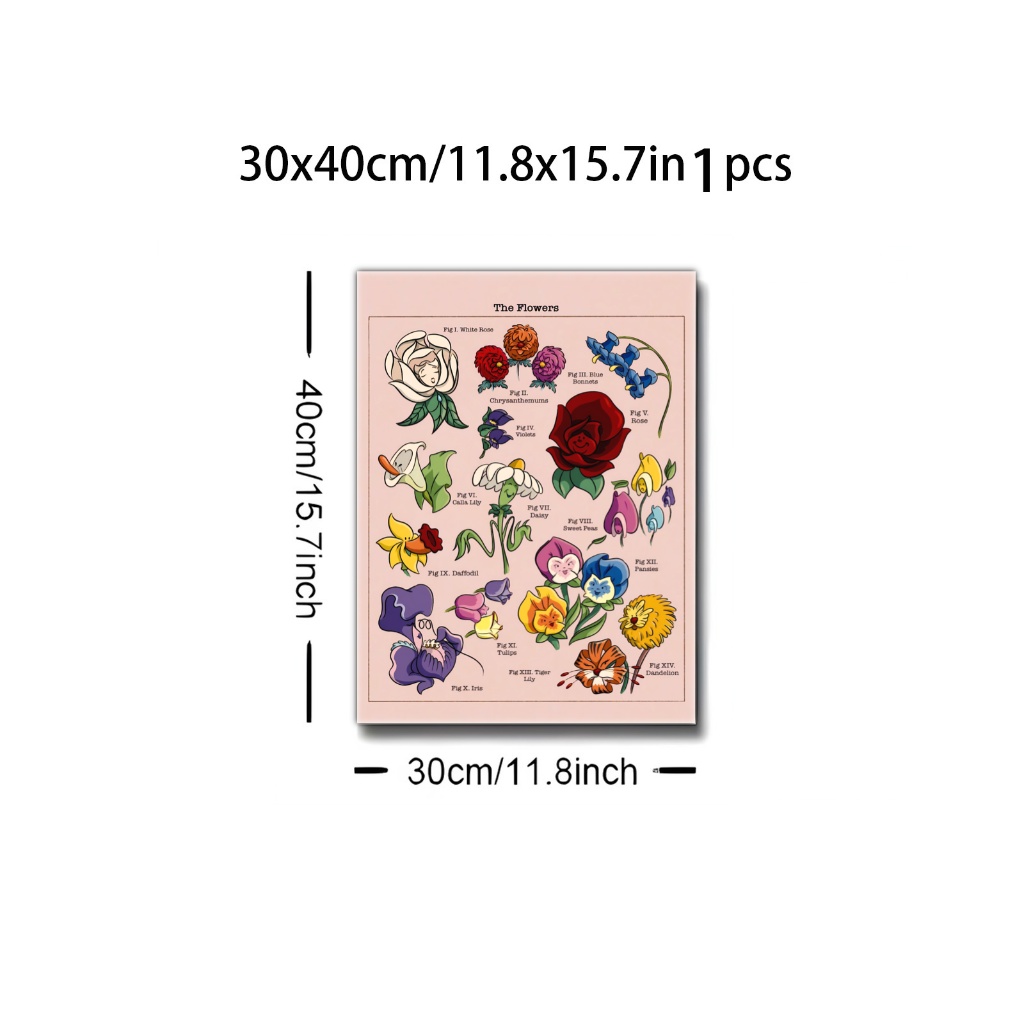 30x40cm/11.8x15.7in 1 pcs
40cm/15.7inch
The Flowers
Fig I. White Rose
Fig II.
Chrysanthemums
Fig III. Blue
Bonnets
Fig IV.
Violets
Fig V.
Rose
Fig VI.
Calla Lily
Fig VII.
Daisy
Fig VIII.
Sweet Peas
Fig IX. Daffodil
Fig XII.
Pansies
Fig XI.
Tulips
Fig X. Iris
Fig XIII. Tiger
Lily
Fig XIV.
Dandelion
30cm/11.8inch